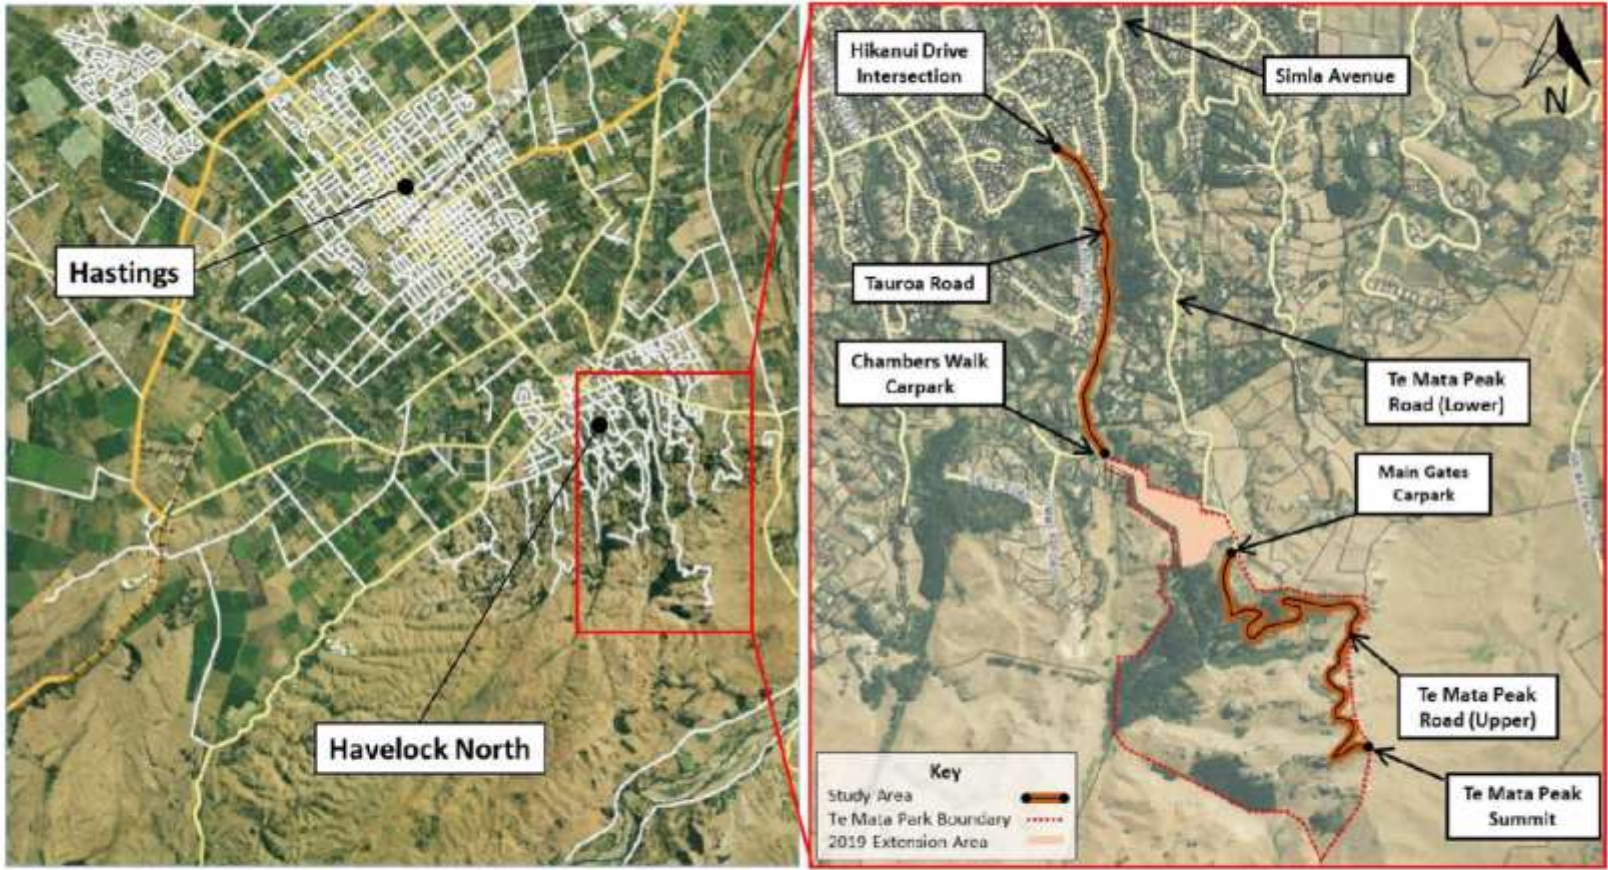 Hastings
Havelock North
Hikanui Drive
Intersection
Simla Avenue
N
Tauroa Road
Chambers Walk
Carpark
Te Mata Peak
Road (Lower)
Main Gates
Carpark
Te Mata Peak
Road (Upper)
Te Mata Peak
Summit
Key
Study Area
Te Mata Park Boundary
2019 Extension Area